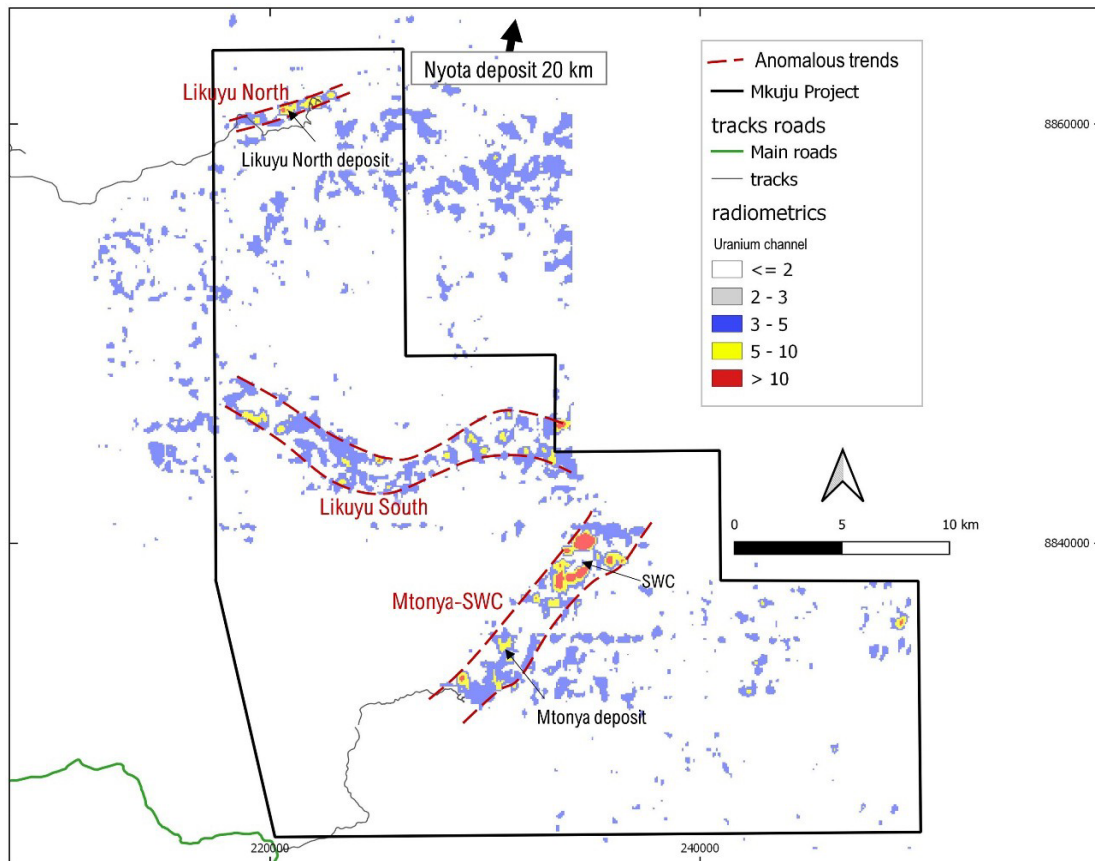 Nyota deposit 20 km
Likuyu North
Likuyu North deposit
Anomalous trends
Mkuju Project
tracks roads
Main roads
tracks
radiometrics
Uranium channel
<= 2
2 - 3
3 - 5
5 - 10
> 10
8860000
Likuyu South
0 5 10 km
8840000
SWC
Mtonya-SWC
Mtonya deposit
220000
240000